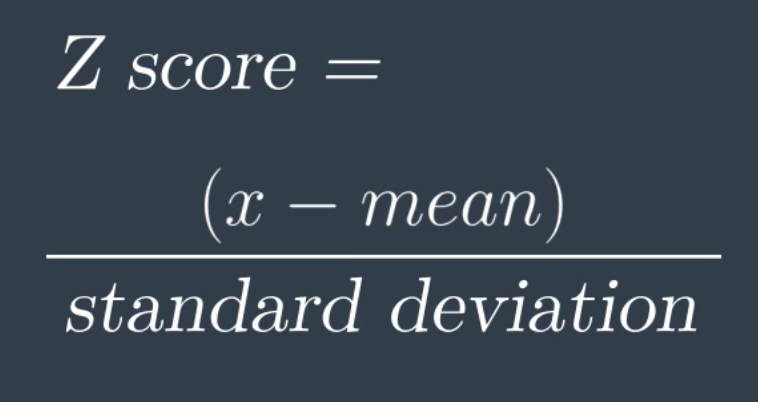 Z score =
(x − mean)
standard deviation